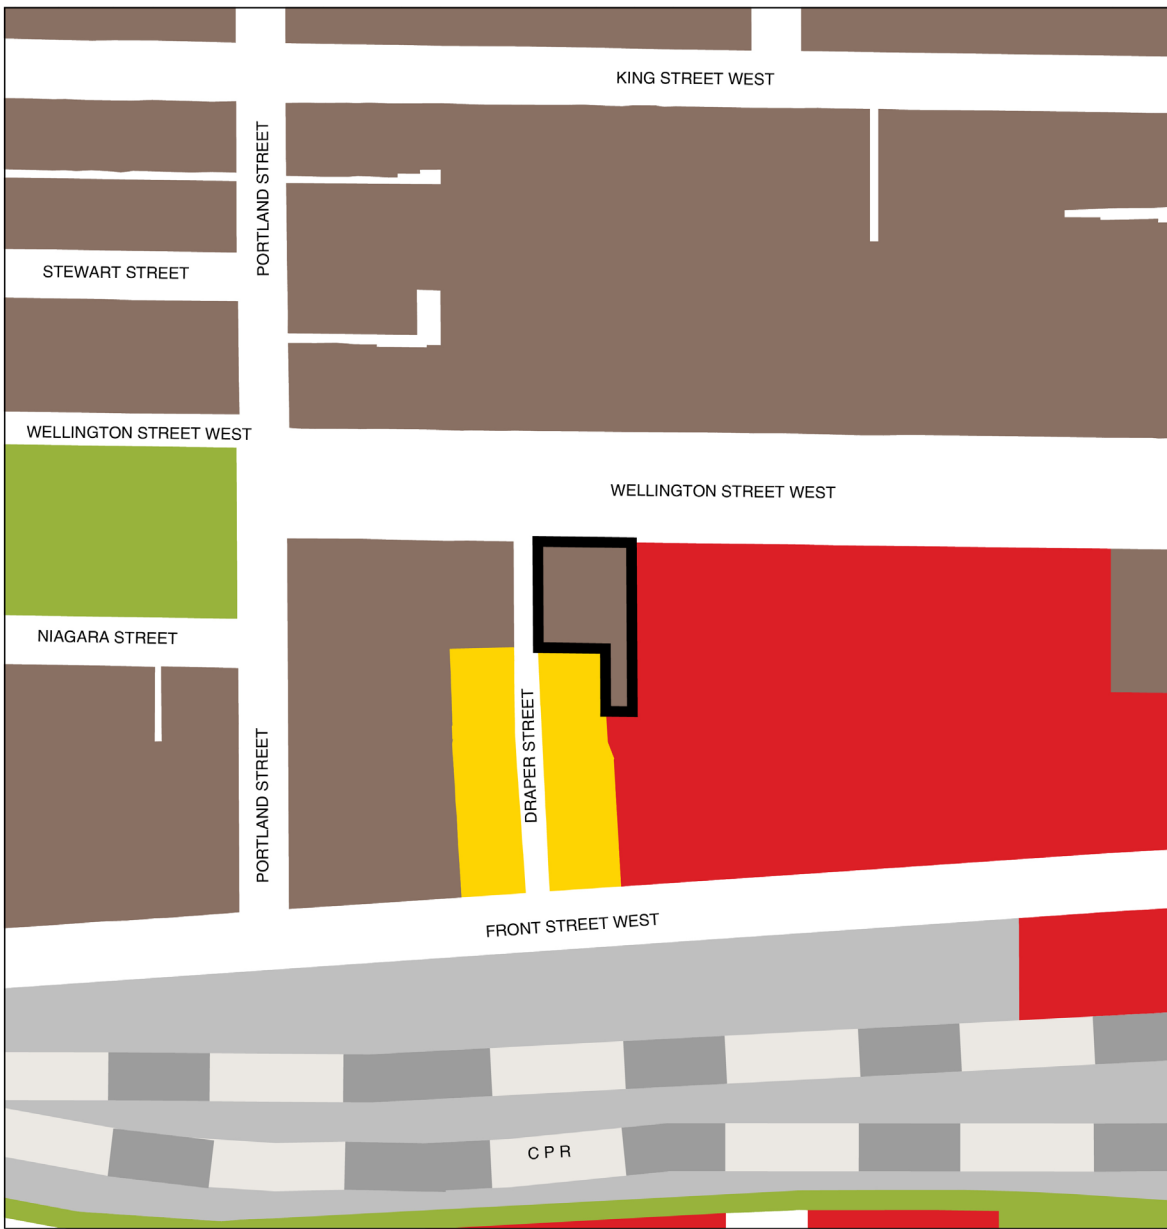 KING STREET WEST
PORTLAND STREET
STEWART STREET
WELLINGTON STREET WEST
WELLINGTON STREET WEST
NIAGARA STREET
DRAPER STREET
PORTLAND STREET
FRONT STREET WEST
C P R